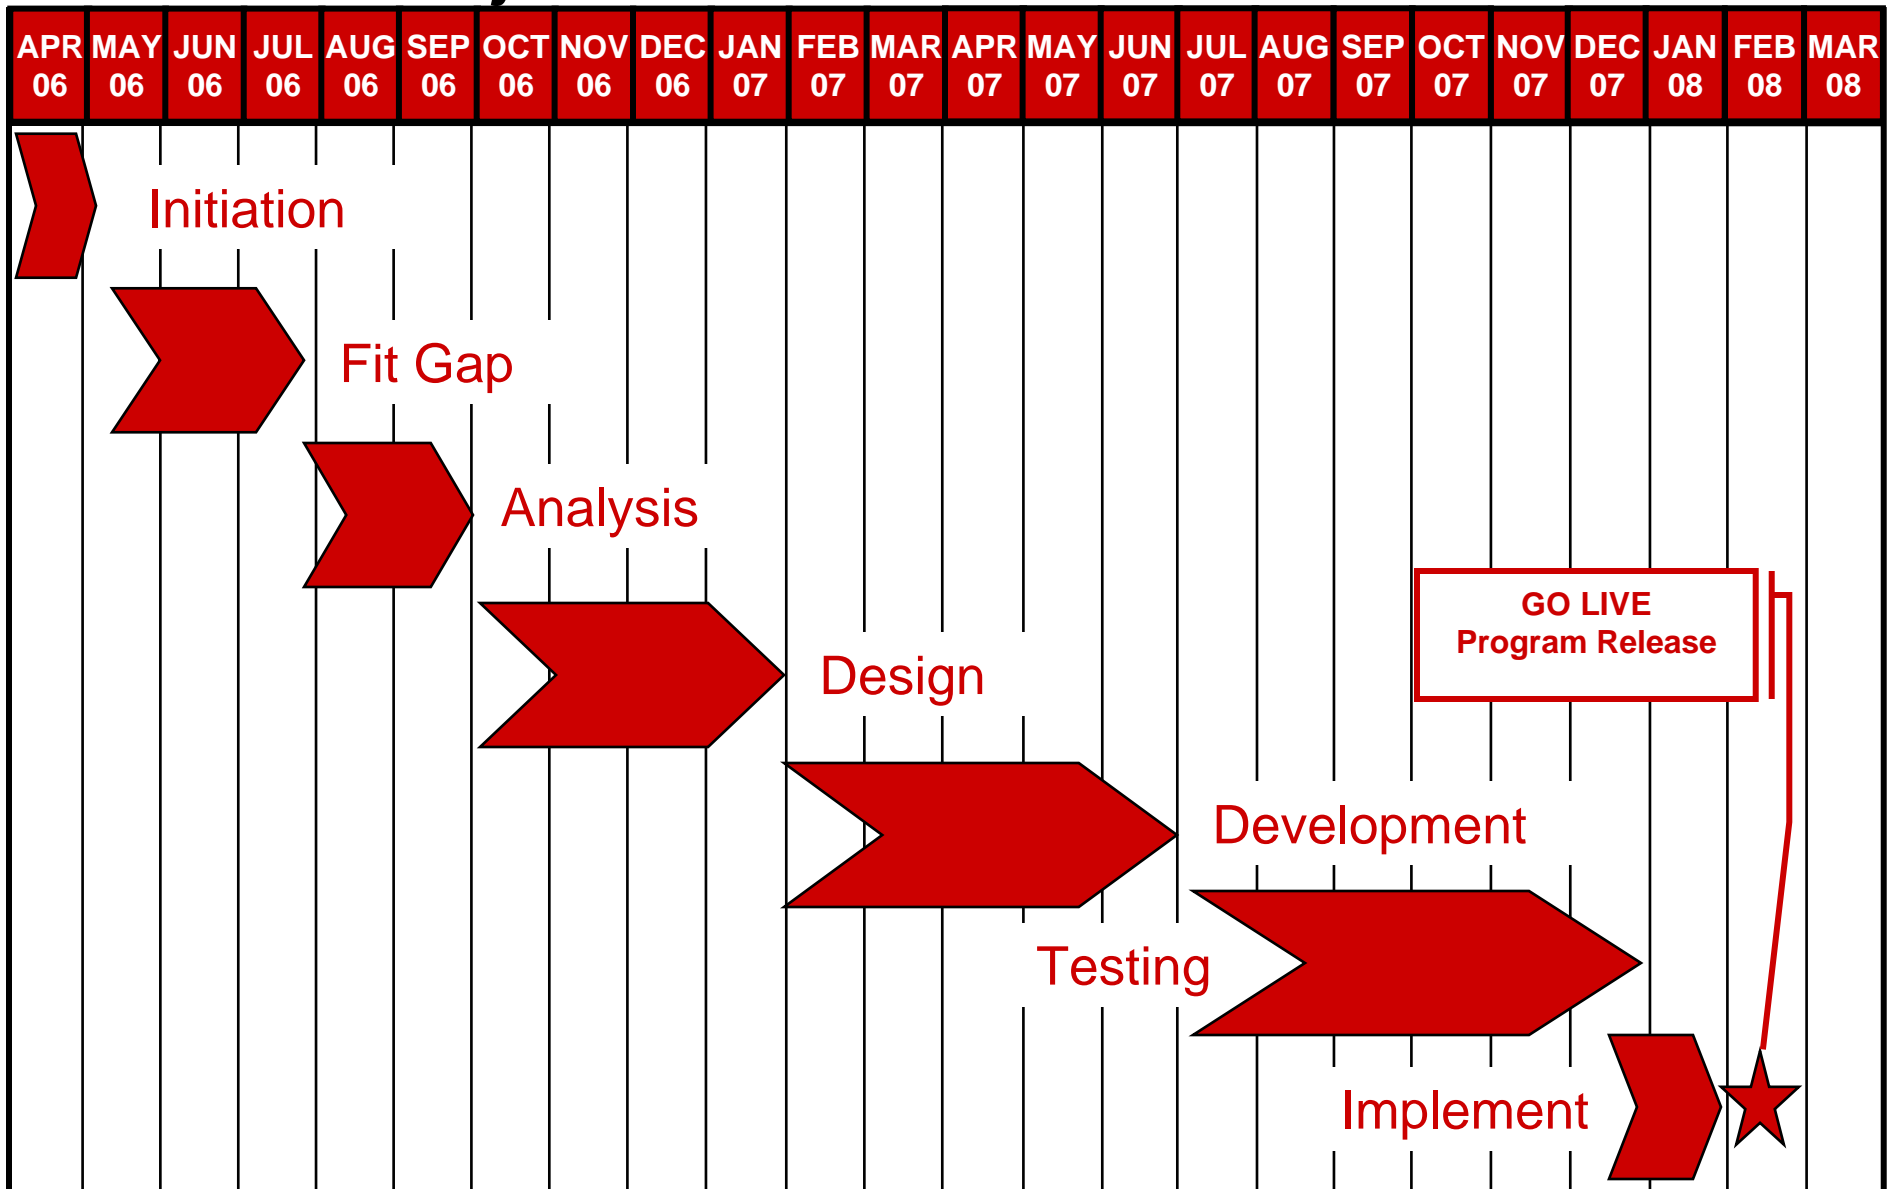 APR MAY JUN JUL AUG SEP OCT NOV DEC JAN FEB MAR APR MAY JUN JUL AUG SEP OCT NOV DEC JAN FEB MAR
06 06 06 06 06 06 06 06 06 07 07 07 07 07 07 07 07 07 07 07 07 08 08 08
Initiation
Fit Gap
Analysis
GO LIVE
Program Release
Design
Development
Testing
Implement